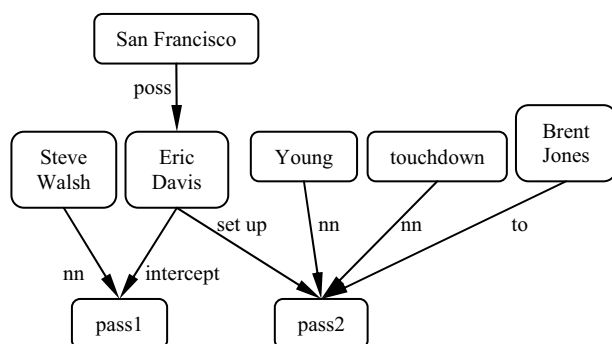 San Francisco
poss
Steve
Walsh
Eric
Davis
Young
touchdown
Brent
Jones
set up
nn
nn
to
nn
intercept
pass1
pass2